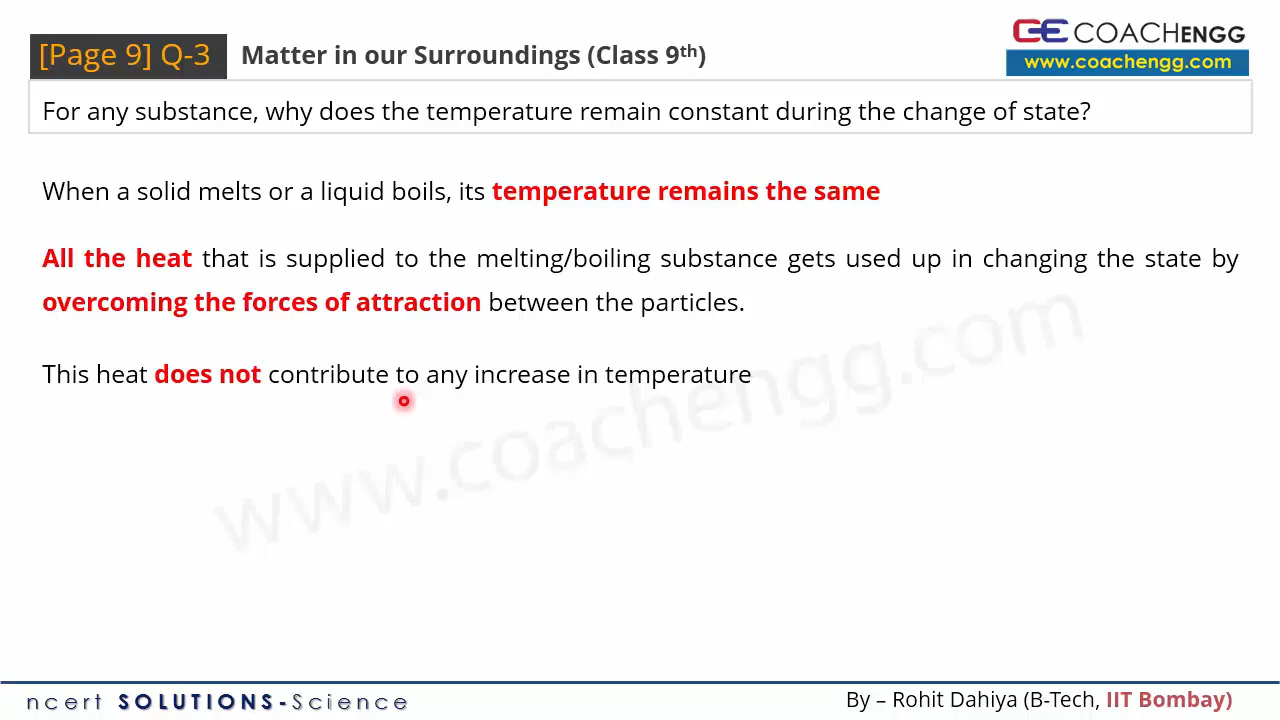 [Page 9] Q-3 Matter in our Surroundings (Class 9th)
CE COACHENGG
www.coachengg.com
For any substance, why does the temperature remain constant during the change of state?
When a solid melts or a liquid boils, its temperature remains the same
All the heat that is supplied to the melting/boiling substance gets used up in changing the state by
overcoming the forces of attraction between the particles.
This heat does not contribute to any increase in temperature
www.coachengg.com
ncert SOLUTIONS-Science
By – Rohit Dahiya (B-Tech, IIT Bombay)